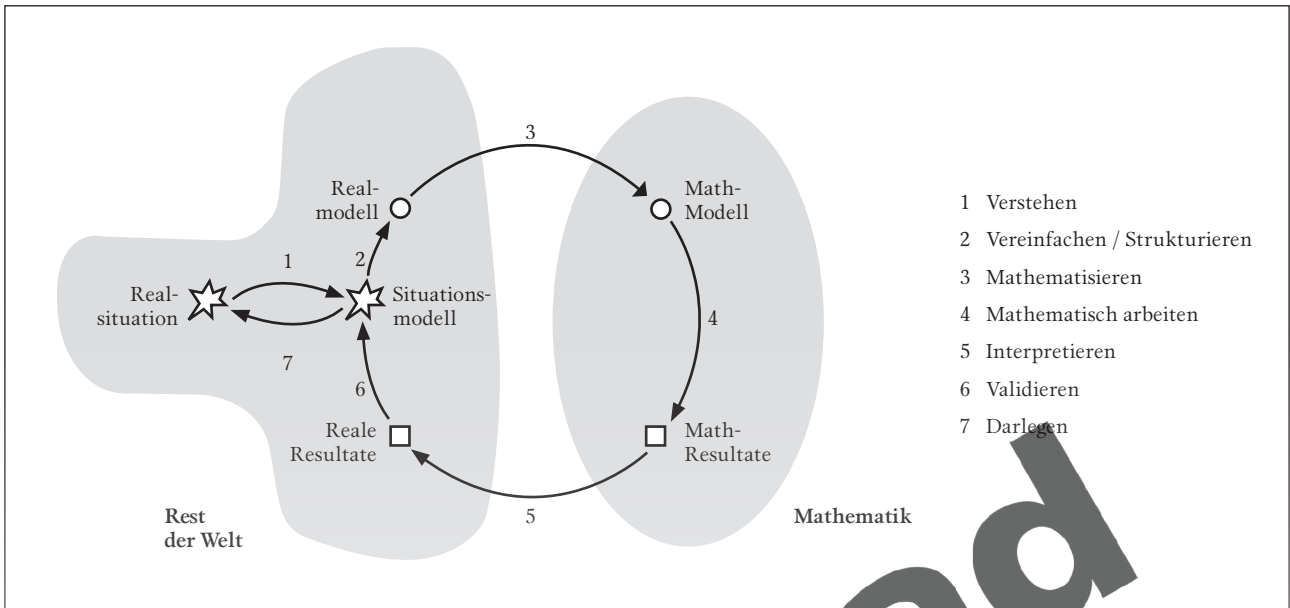 3
Real-
modell
Math-
Modell
1
2
Real-
situation
Situations-
modell
4
7
6
Reale
Resultate
Math-
Resultate
5
Rest
der Welt
Mathematik
1 Verstehen
2 Vereinfachen / Strukturieren
3 Mathematisieren
4 Mathematisch arbeiten
5 Interpretieren
6 Validieren
7 Darlegen